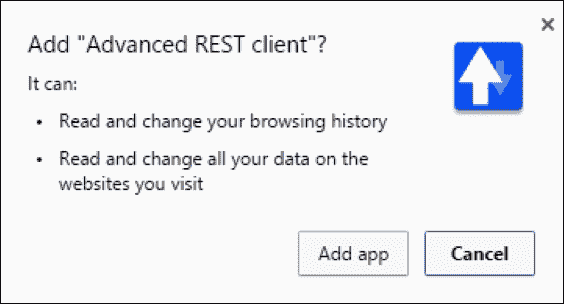 Add "Advanced REST client"?
It can:
• Read and change your browsing history
• Read and change all your data on the
websites you visit
Add app
Cancel